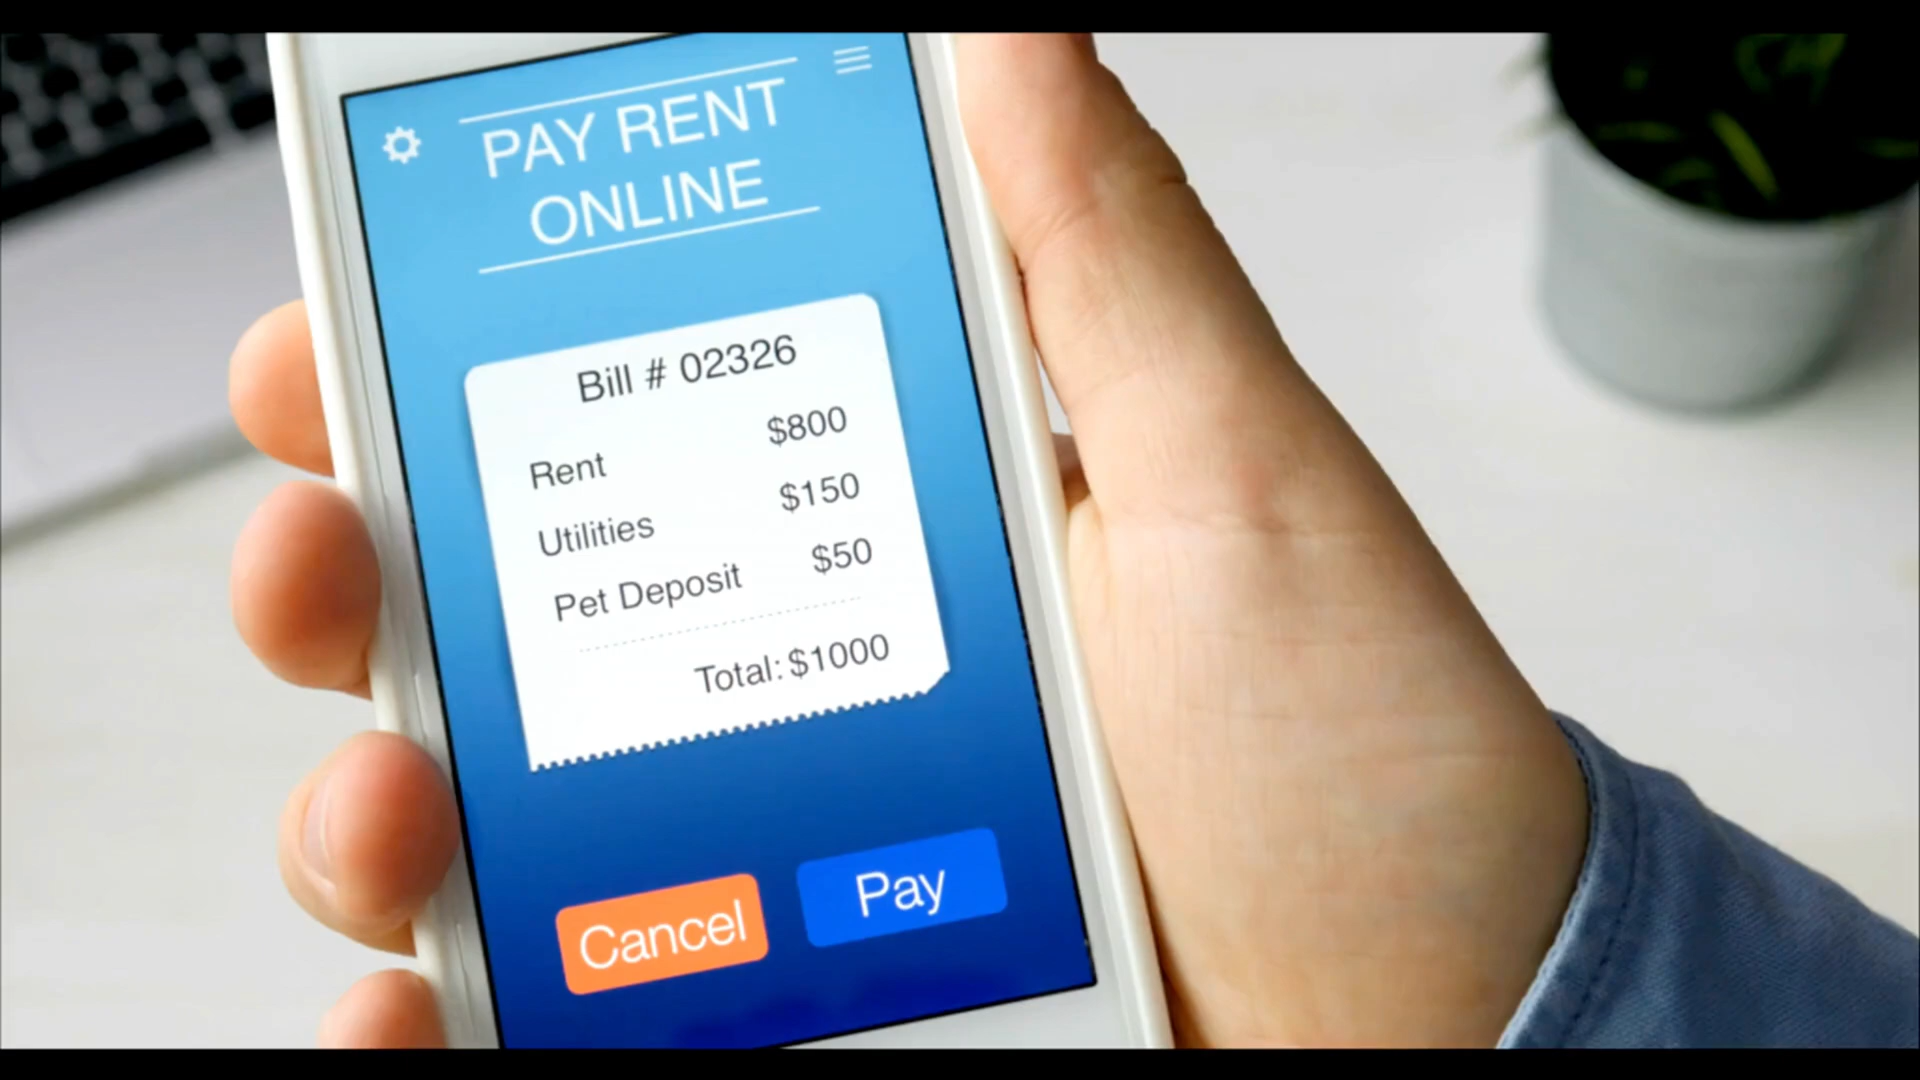 PAY RENT
ONLINE
Bill # 02326
Rent $800
Utilities $150
Pet Deposit $50
Total: $1000
Cancel
Pay